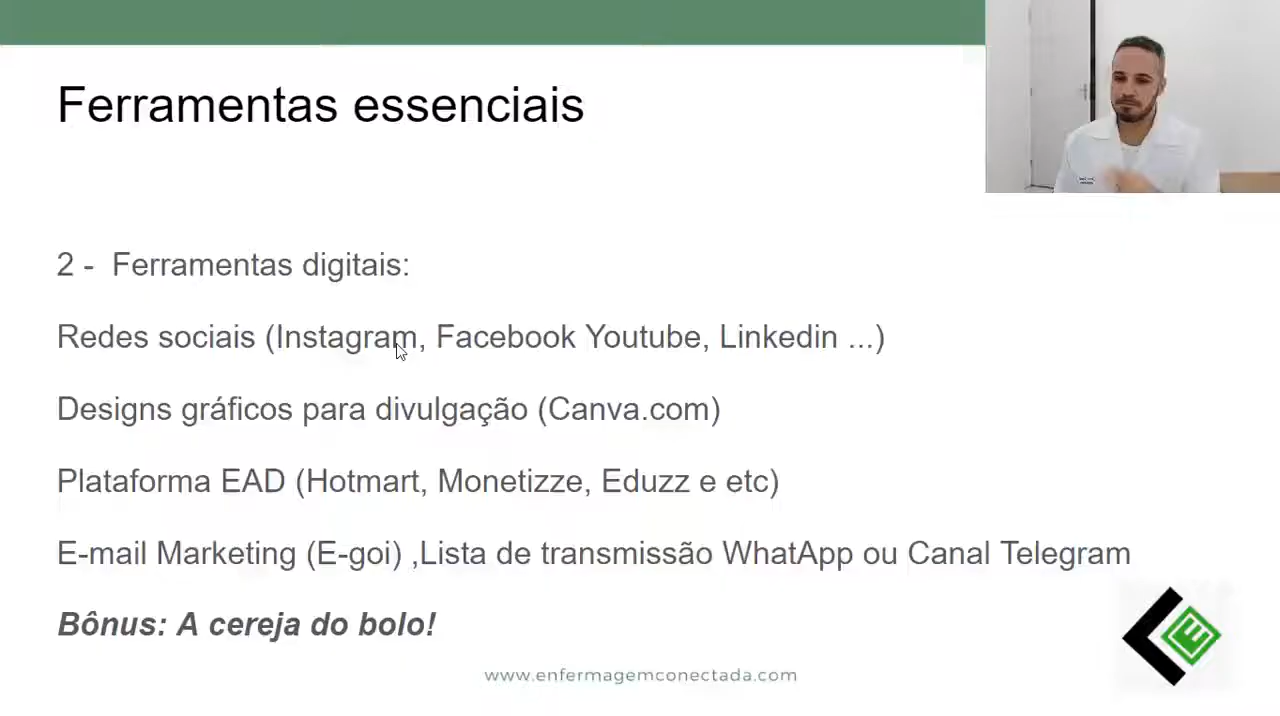 Ferramentas essenciais
2 - Ferramentas digitais:
Redes sociais (Instagram, Facebook Youtube, Linkedin ...)
Designs gráficos para divulgação (Canva.com)
Plataforma EAD (Hotmart, Monetizze, Eduzz e etc)
E-mail Marketing (E-goi) ,Lista de transmissão WhatApp ou Canal Telegram
Bônus: A cereja do bolo!
E
www.enfermagemconectada.com